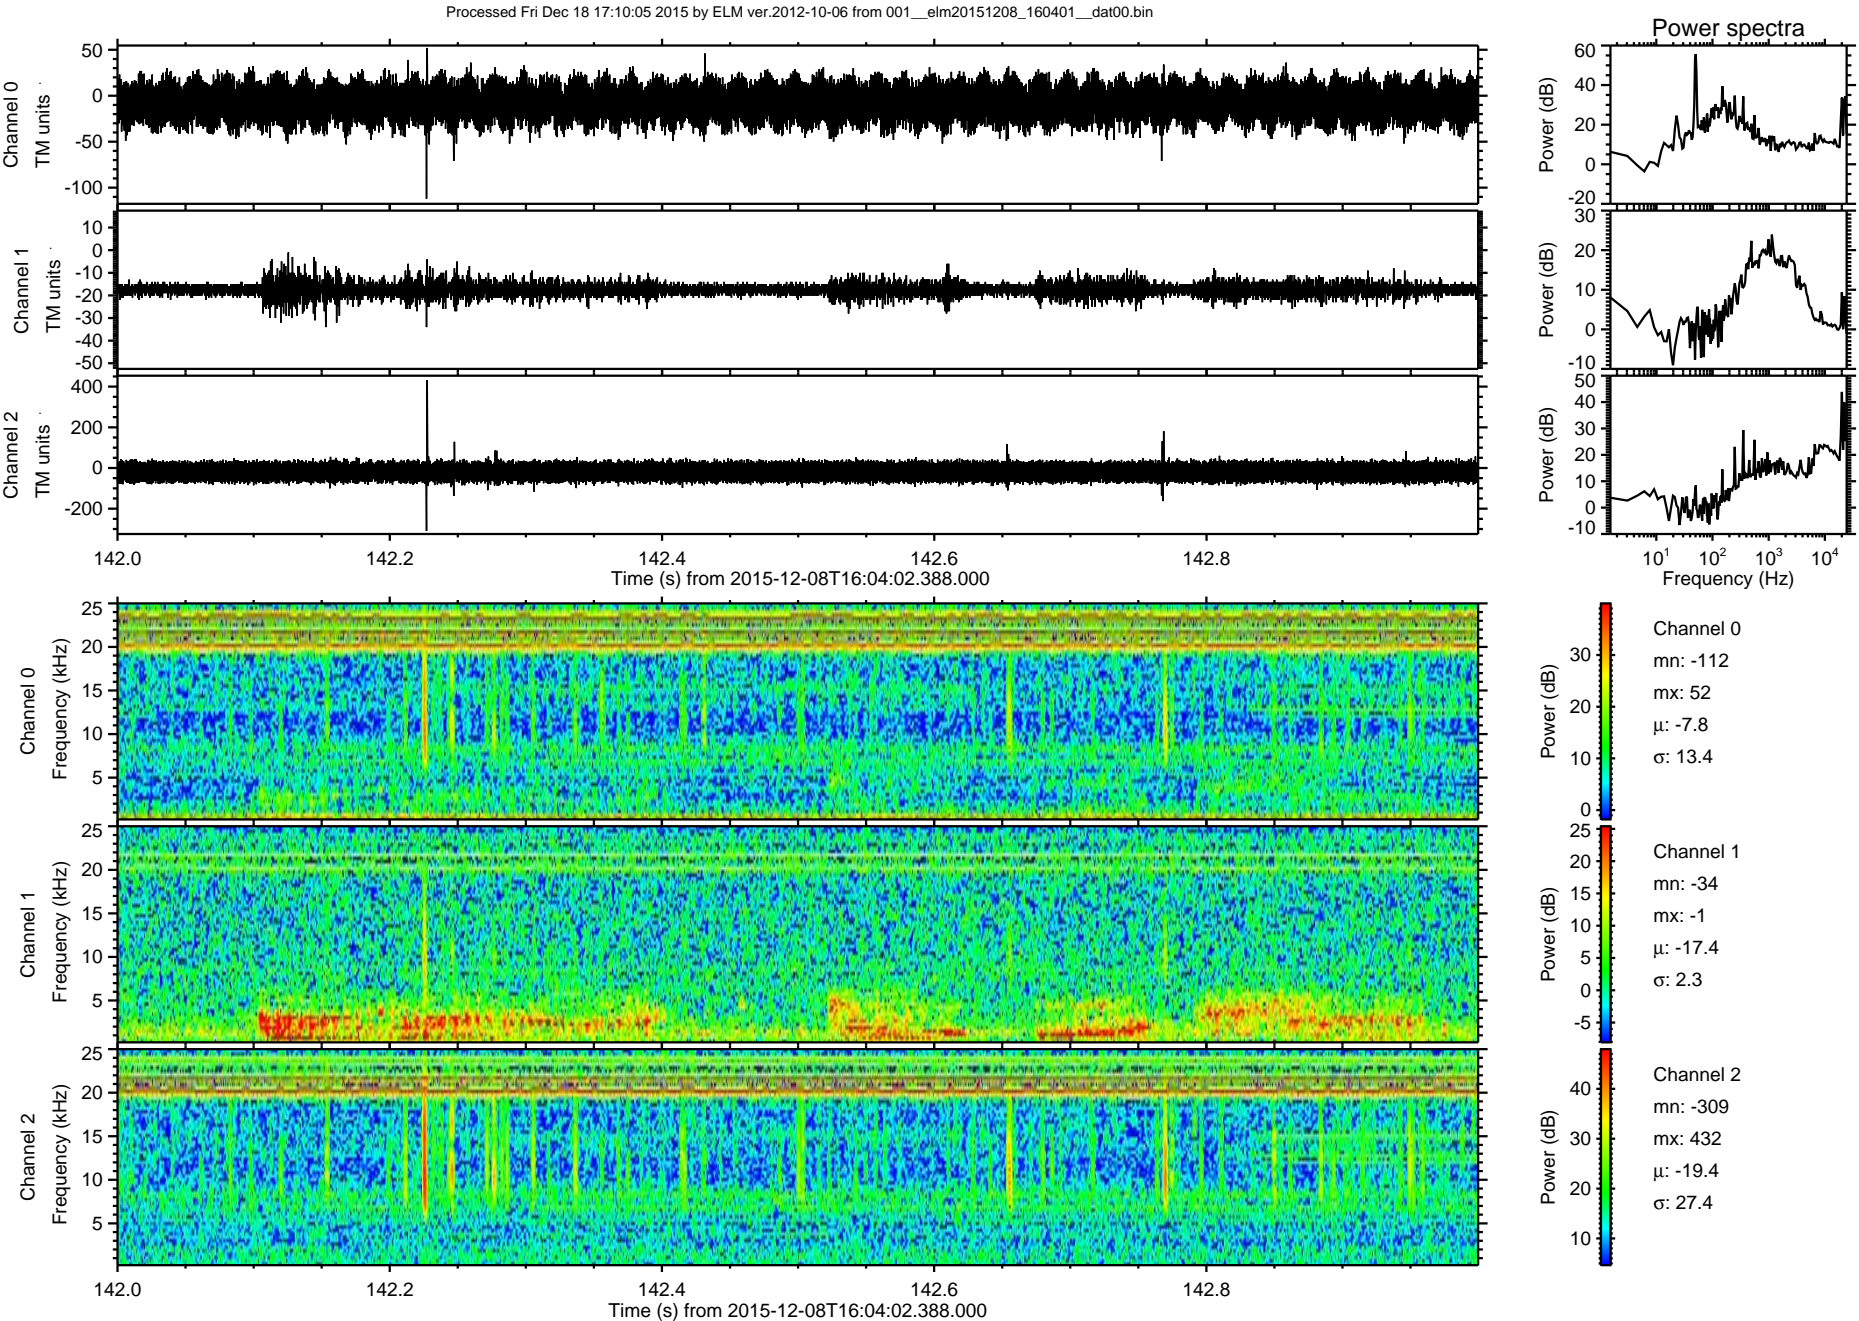 Processed Fri Dec 18 17:10:05 2015 by ELM ver.2012-10-06 from 001__elm20151208_160401__dat00.bin
Power spectra
Channel 0
TM units
50
0
-50
-100
Power (dB)
60
40
20
0
-20
Channel 1
TM units
10
0
-10
-20
-30
-40
-50
Power (dB)
30
20
10
0
-10
Channel 2
TM units
400
200
0
-200
Power (dB)
50
40
30
20
10
0
-10
142.0 142.2 142.4 142.6 142.8
Time (s) from 2015-12-08T16:04:02.388.000
10¹ 10² 10³ 10⁴
Frequency (Hz)
Channel 0
Frequency (kHz)
25
20
15
10
5
Power (dB)
30
20
10
0
Channel 0
mn: -112
mx: 52
μ: -7.8
σ: 13.4
Channel 1
Frequency (kHz)
25
20
15
10
5
Power (dB)
25
20
15
10
5
0
-5
Channel 1
mn: -34
mx: -1
μ: -17.4
σ: 2.3
Channel 2
Frequency (kHz)
25
20
15
10
5
Power (dB)
40
30
20
10
Channel 2
mn: -309
mx: 432
μ: -19.4
σ: 27.4
142.0 142.2 142.4 142.6 142.8
Time (s) from 2015-12-08T16:04:02.388.000